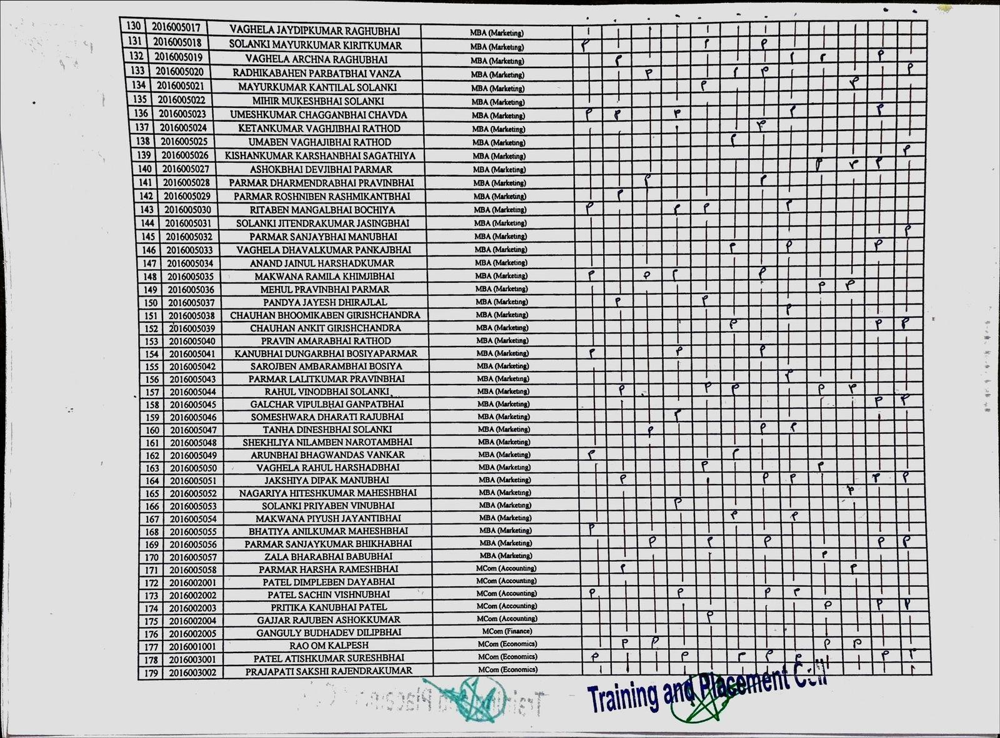 130 2016005017 VAGHELA JAYDIPKUMAR RAGHUBHAI MBA (Marketing)
131 2016005018 SOLANKI MAYURKUMAR KIRITKUMAR MBA (Marketing) P P P
132 2016005019 VAGHELA ARCHNA RAGHUBHAI MBA (Marketing) P P P P
133 2016005020 RADHIKABAHEN PARBATBHAI VANZA MBA (Marketing) P P P P
134 2016005021 MAYURKUMAR KANTILAL SOLANKI MBA (Marketing) P P
135 2016005022 MIHIR MUKESHBHAI SOLANKI MBA (Marketing)
136 2016005023 UMESHKUMAR CHAGGANBHAI CHAVDA MBA (Marketing) P P P P P
137 2016005024 KETANKUMAR VAGHJIBHAI RATHOD MBA (Marketing) P
138 2016005025 UMABEN VAGHAJIBHAI RATHOD MBA (Marketing) P
139 2016005026 KISHANKUMAR KARSHANBHAI SAGATHIYA MBA (Marketing) P
140 2016005027 ASHOKBHAI DEVJIBHAI PARMAR MBA (Marketing) P P P
141 2016005028 PARMAR DHARMENDRABHAI PRAVINBHAI MBA (Marketing) P P
142 2016005029 PARMAR ROSHNIBEN RASHMIKANTBHAI MBA (Marketing) P
143 2016005030 RITABEN MANGALBHAI BOCHIYA MBA (Marketing) P P P P
144 2016005031 SOLANKI JITENDRAKUMAR JASINGBHAI MBA (Marketing)
145 2016005032 PARMAR SANJAYBHAI MANUBHAI MBA (Marketing) P
146 2016005033 VAGHELA DHAVALKUMAR PANKAJBHAI MBA (Marketing) P P P
147 2016005034 ANAND JAINUL HARSHADKUMAR MBA (Marketing)
148 2016005035 MAKWANA RAMILA KHIMJIBHAI MBA (Marketing) P P P P
149 2016005036 MEHUL PRAVINBHAI PARMAR MBA (Marketing) P P
150 2016005037 PANDYA JAYESH DHIRAJLAL MBA (Marketing) P P
151 2016005038 CHAUHAN BHOOMIKABEN GIRISHCHANDRA MBA (Marketing) P
152 2016005039 CHAUHAN ANKIT GIRISHCHANDRA MBA (Marketing) P P P
153 2016005040 PRAVIN AMARABHAI RATHOD MBA (Marketing)
154 2016005041 KANUBHAI DUNGARBHAI BOSIYAPARMAR MBA (Marketing) P P P
155 2016005042 SAROJBEN AMBARAMBHAI BOSIYA MBA (Marketing)
156 2016005043 PARMAR LALITKUMAR PRAVINBHAI MBA (Marketing) P
157 2016005044 RAHUL VINODBHAI SOLANKI MBA (Marketing) P P P P P
158 2016005045 GALCHAR VIPULBHAI GANPATBHAI MBA (Marketing) P P
159 2016005046 SOMESHWARA DHARATI RAJUBHAI MBA (Marketing) P
160 2016005047 TANHA DINESHBHAI SOLANKI MBA (Marketing) P P P
161 2016005048 SHEKHLIYA NILAMBEN NAROTAMBHAI MBA (Marketing)
162 2016005049 ARUNBHAI BHAGWANDAS VANKAR MBA (Marketing) P P
163 2016005050 VAGHELA RAHUL HARSHADBHAI MBA (Marketing) P P
164 2016005051 JAKSHIYA DIPAK MANUBHAI MBA (Marketing) P P P P P
165 2016005052 NAGARIYA HITESHKUMAR MAHESHBHAI MBA (Marketing) P
166 2016005053 SOLANKI PRIYABEN VINUBHAI MBA (Marketing) P
167 2016005054 MAKWANA PIYUSH JAYANTIBHAI MBA (Marketing) P P
168 2016005055 BHATIYA ANILKUMAR MAHESHBHAI MBA (Marketing) P
169 2016005056 PARMAR SANJAYKUMAR BHIKHABHAI MBA (Marketing) P P P P P
170 2016005057 ZALA BHARABHAI BABUBHAI MBA (Marketing) P
171 2016005058 PARMAR HARSHA RAMESHBHAI MCom (Accounting) P P
172 2016002001 PATEL DIMPLEBEN DAYABHAI MCom (Accounting)
173 2016002002 PATEL SACHIN VISHNUBHAI MCom (Accounting) P P P P
174 2016002003 PRITIKA KANUBHAI PATEL MCom (Accounting) P P P
175 2016002004 GAJJAR RAJUBEN ASHOKKUMAR MCom (Accounting) P
176 2016002005 GANGULY BUDHADEV DILIPBHAI MCom (Finance)
177 2016001001 RAO OM KALPESH MCom (Economics) P P P P
178 2016003001 PATEL ATISHKUMAR SURESHBHAI MCom (Economics) P P P P P P P
179 2016003002 PRAJAPATI SAKSHI RAJENDRAKUMAR MCom (Economics)
Training and Placement Cell